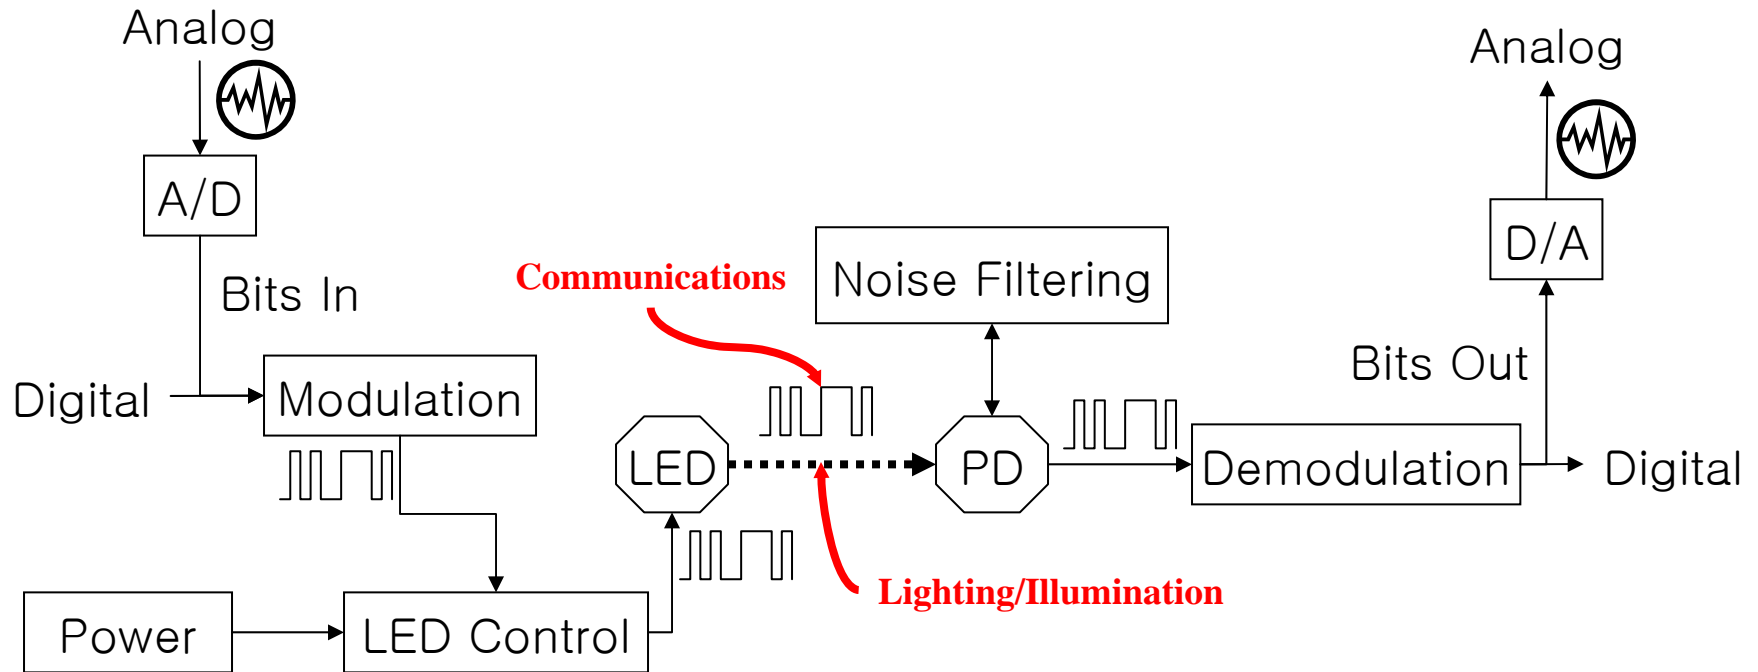 Analog
Analog
A/D
D/A
Communications
Noise Filtering
Bits In
Bits Out
Digital
Modulation
LED
PD
Demodulation
Digital
Lighting/Illumination
Power
LED Control